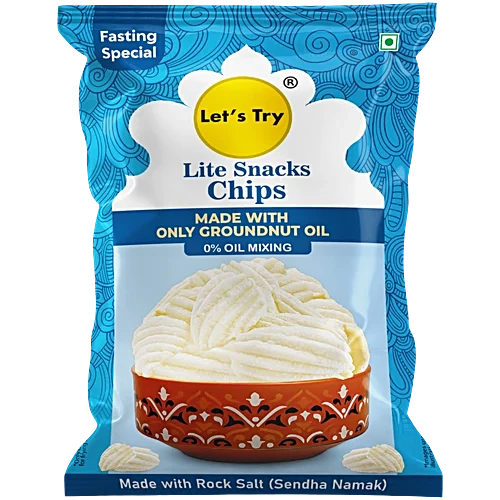 Fasting
Special
®
Let's Try
Lite Snacks
Chips
MADE WITH
ONLY GROUNDNUT OIL
0% OIL MIXING
Made with Rock Salt (Sendha Namak)